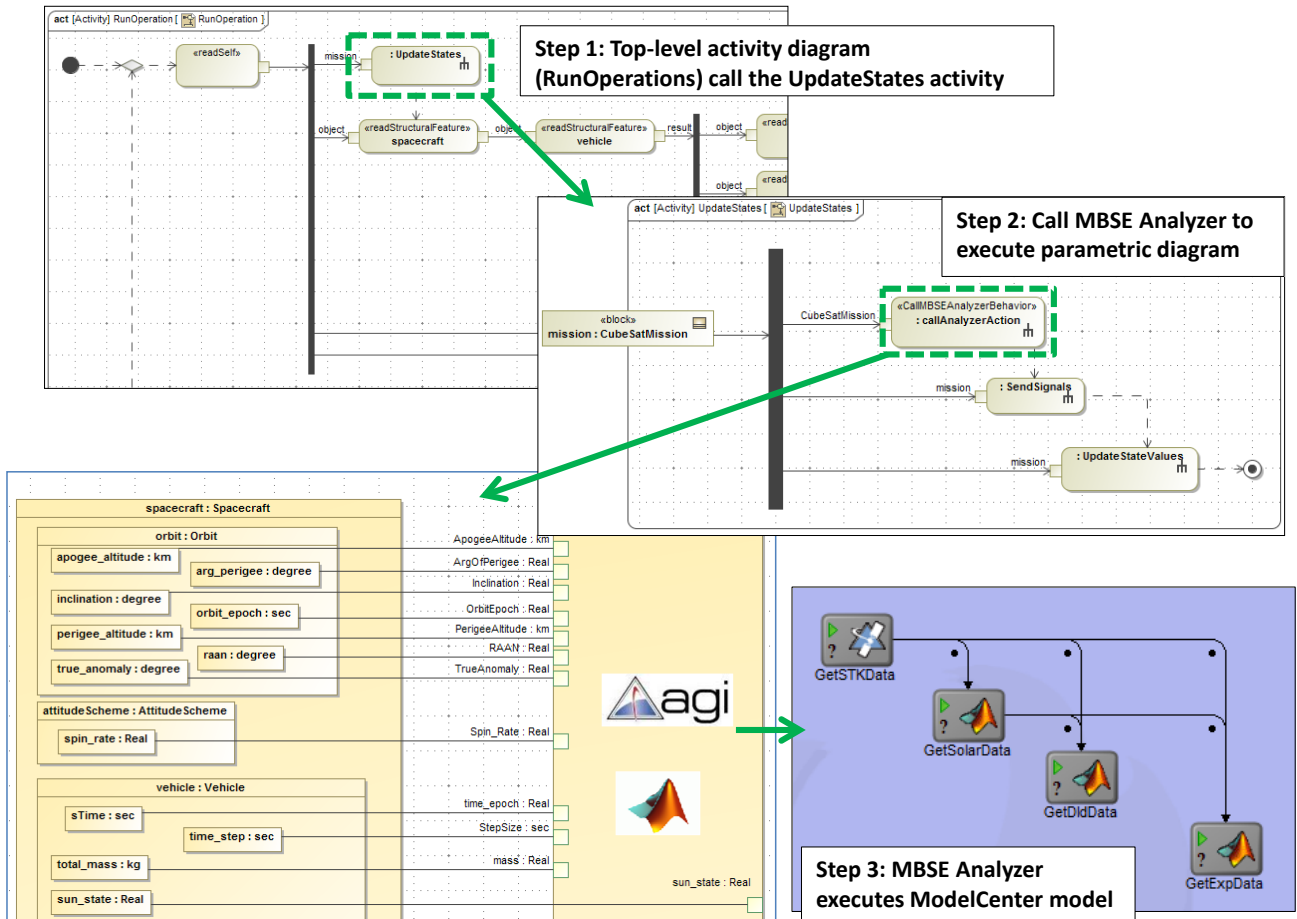 act [Activity] RunOperation [ RunOperation ]
«readSelf»
mission
: UpdateStates
object
«readStructuralFeature»
spacecraft
object
«readStructuralFeature»
vehicle
result
object
«read
object
«read
Step 1: Top-level activity diagram
(RunOperations) call the UpdateStates activity
act [Activity] UpdateStates [ UpdateStates ]
Step 2: Call MBSE Analyzer to
execute parametric diagram
«block»
mission : CubeSatMission
CubeSatMission
«CallMBSEAnalyzerBehavior»
: callAnalyzerAction
mission
: SendSignals
mission
: UpdateStateValues
spacecraft : Spacecraft
orbit : Orbit
apogee_altitude : km
arg_perigee : degree
inclination : degree
orbit_epoch : sec
perigee_altitude : km
raan : degree
true_anomaly : degree
attitudeScheme : AttitudeScheme
spin_rate : Real
vehicle : Vehicle
sTime : sec
time_step : sec
total_mass : kg
sun_state : Real
ApogeeAltitude : km
ArgOfPerigee : Real
Inclination : Real
OrbitEpoch : Real
PerigeeAltitude : km
RAAN : Real
TrueAnomaly : Real
Spin_Rate : Real
time_epoch : Real
StepSize : sec
mass : Real
sun_state : Real
agi
?
GetSTKData
?
GetSolarData
?
GetDldData
?
GetExpData
Step 3: MBSE Analyzer
executes ModelCenter model